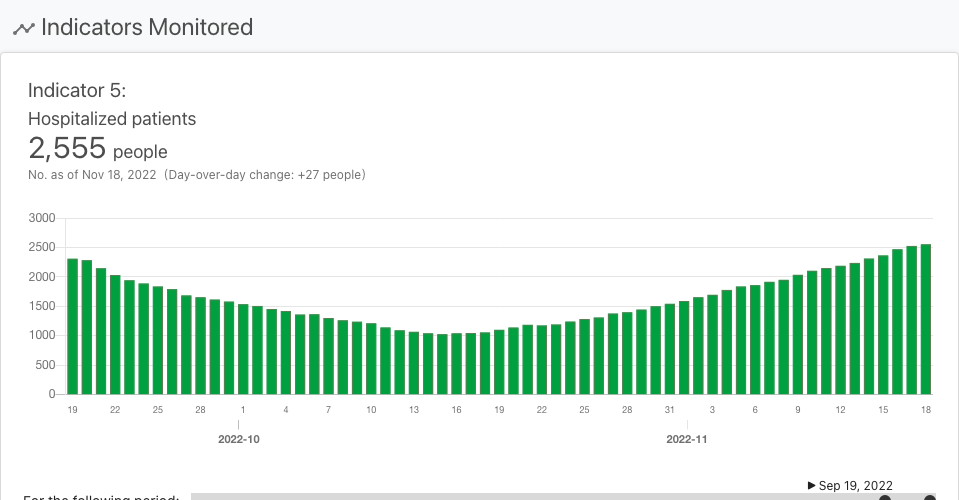 Indicators Monitored
Indicator 5:
Hospitalized patients
2,555 people
No. as of Nov 18, 2022 (Day-over-day change: +27 people)
3000
2500
2000
1500
1000
500
0
19 22 25 28 1 4 7 10 13 16 19 22 25 28 31 3 6 9 12 15 18
2022-10 2022-11
▶ Sep 19, 2022
For the following period: